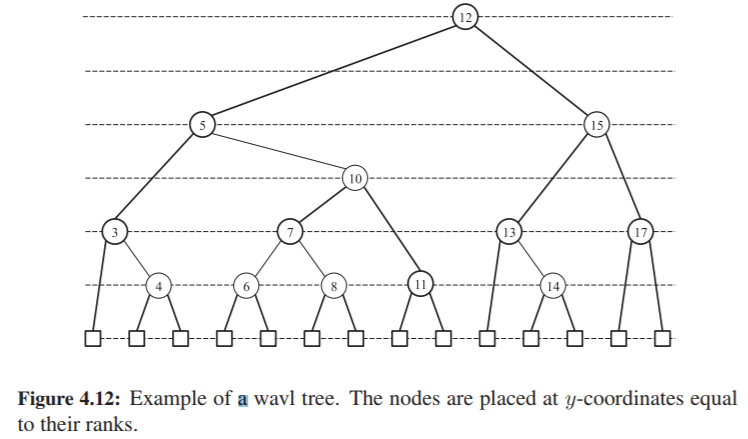 12
5 15
10
3 7 13 17
4 6 8 11 14
Figure 4.12: Example of a wavl tree. The nodes are placed at y-coordinates equal
to their ranks.